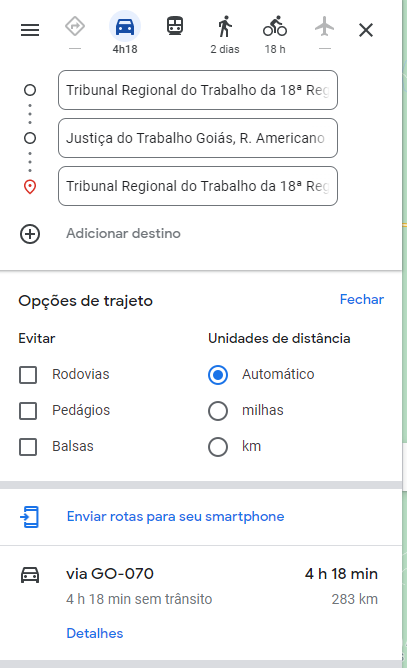 4h18
2 dias
18 h
Tribunal Regional do Trabalho da 18ª Reg
Justiça do Trabalho Goiás, R. Americano
Tribunal Regional do Trabalho da 18ª Reg
Adicionar destino
Opções de trajeto
Fechar
Evitar
Unidades de distância
Rodovias
Automático
Pedágios
milhas
Balsas
km
Enviar rotas para seu smartphone
via GO-070
4 h 18 min
4 h 18 min sem trânsito
283 km
Detalhes